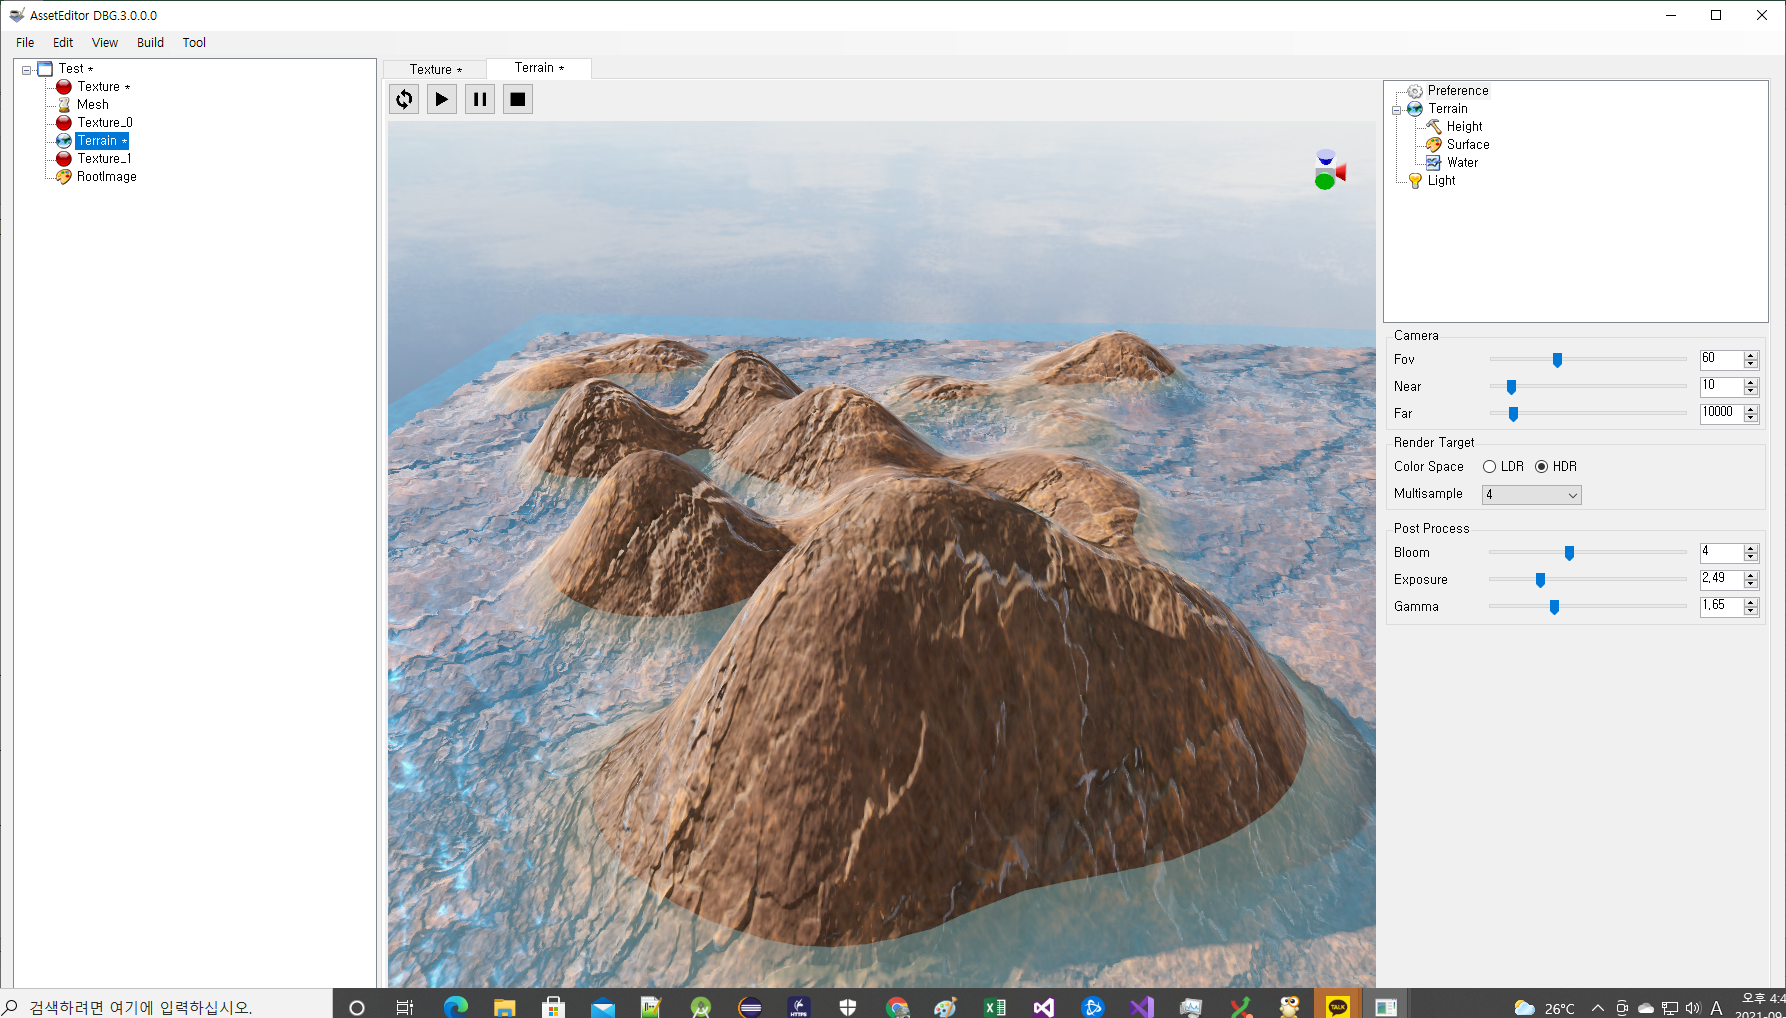 AssetEditor DBG.3.0.0.0
File Edit View Build Tool
Test *
Texture *
Mesh
Texture_0
Terrain *
Texture_1
RootImage
Texture * Terrain *
Preference
Terrain
Height
Surface
Water
Light
Camera
Fov 60
Near 10
Far 10000
Render Target
Color Space LDR HDR
Multisample 4
Post Process
Bloom 4
Exposure 2.49
Gamma 1.65
검색하려면 여기에 입력하십시오.
HTTPS
TALK
26°C
A
오후 4:4
2021-09-